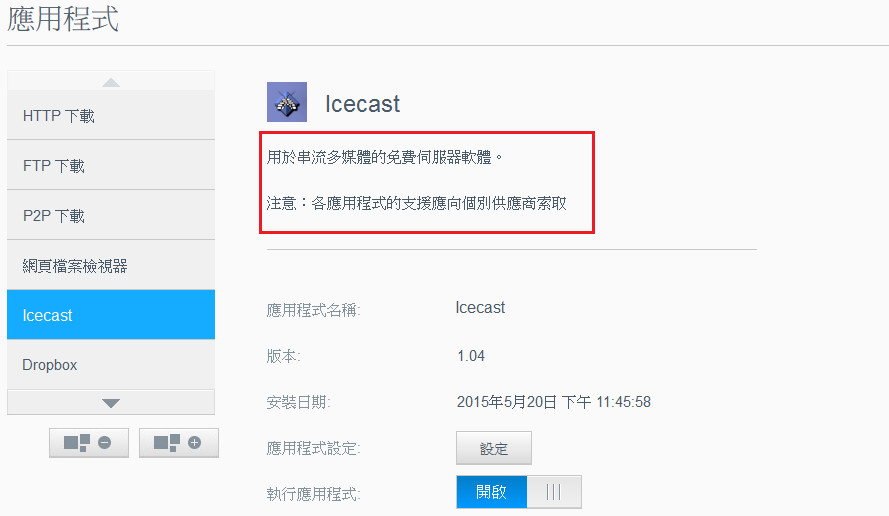 應用程式
HTTP 下載
FTP 下載
P2P 下載
網頁檔案檢視器
Icecast
Dropbox
Icecast
用於串流多媒體的免費伺服器軟體。
注意：各應用程式的支援應向個別供應商索取
應用程式名稱: Icecast
版本: 1.04
安裝日期: 2015年5月20日 下午 11:45:58
應用程式設定: 設定
執行應用程式: 開啟